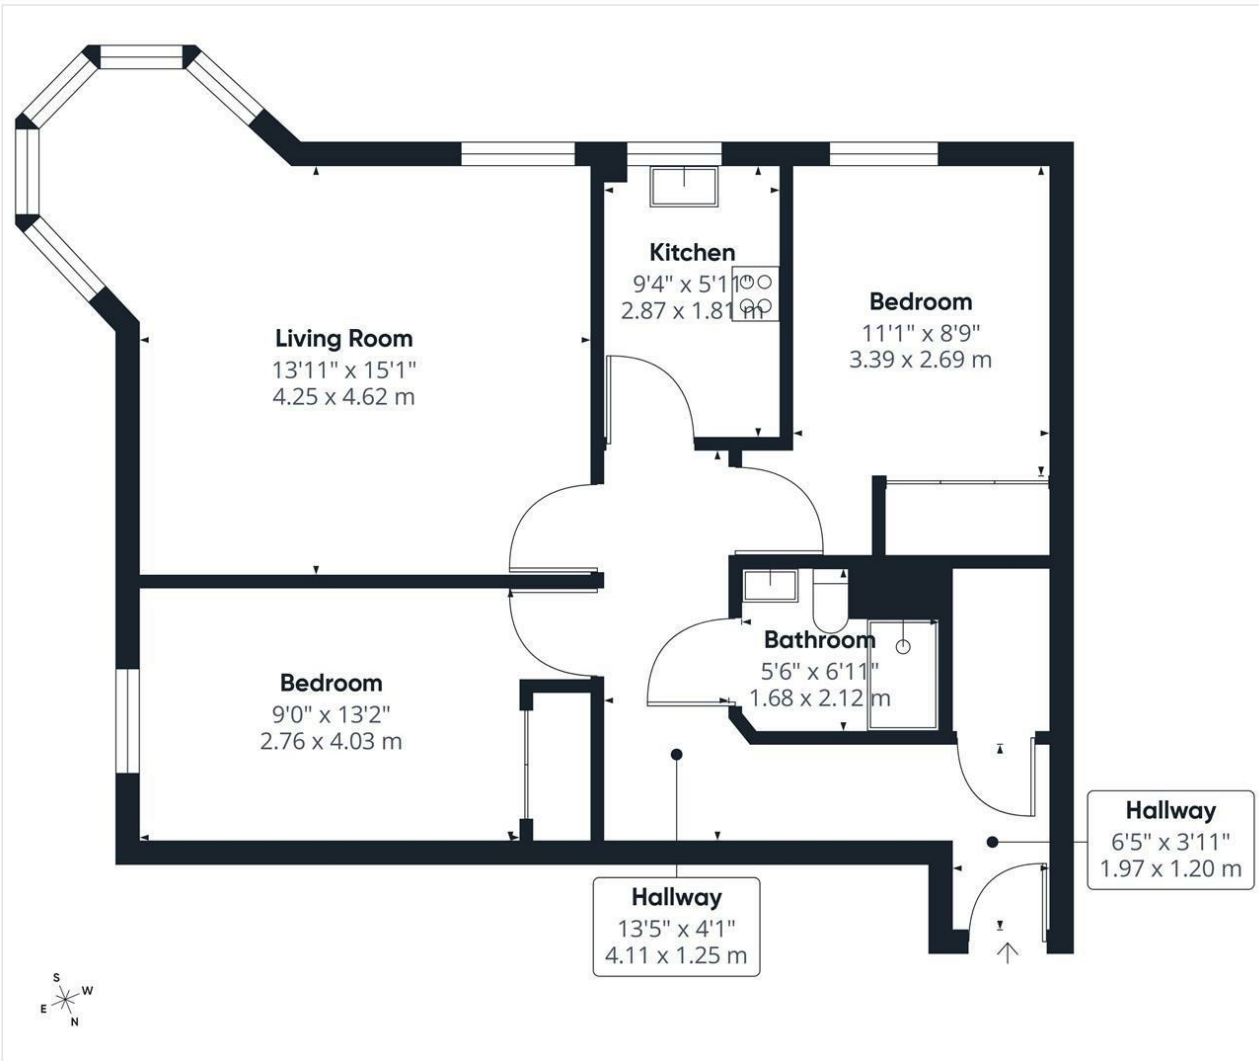 Kitchen
9'4" x 5'11"
2.87 x 1.81 m
Bedroom
11'1" x 8'9"
3.39 x 2.69 m
Living Room
13'11" x 15'1"
4.25 x 4.62 m
Bathroom
5'6" x 6'11"
1.68 x 2.12 m
Bedroom
9'0" x 13'2"
2.76 x 4.03 m
Hallway
6'5" x 3'11"
1.97 x 1.20 m
Hallway
13'5" x 4'1"
4.11 x 1.25 m
S
W
E
N